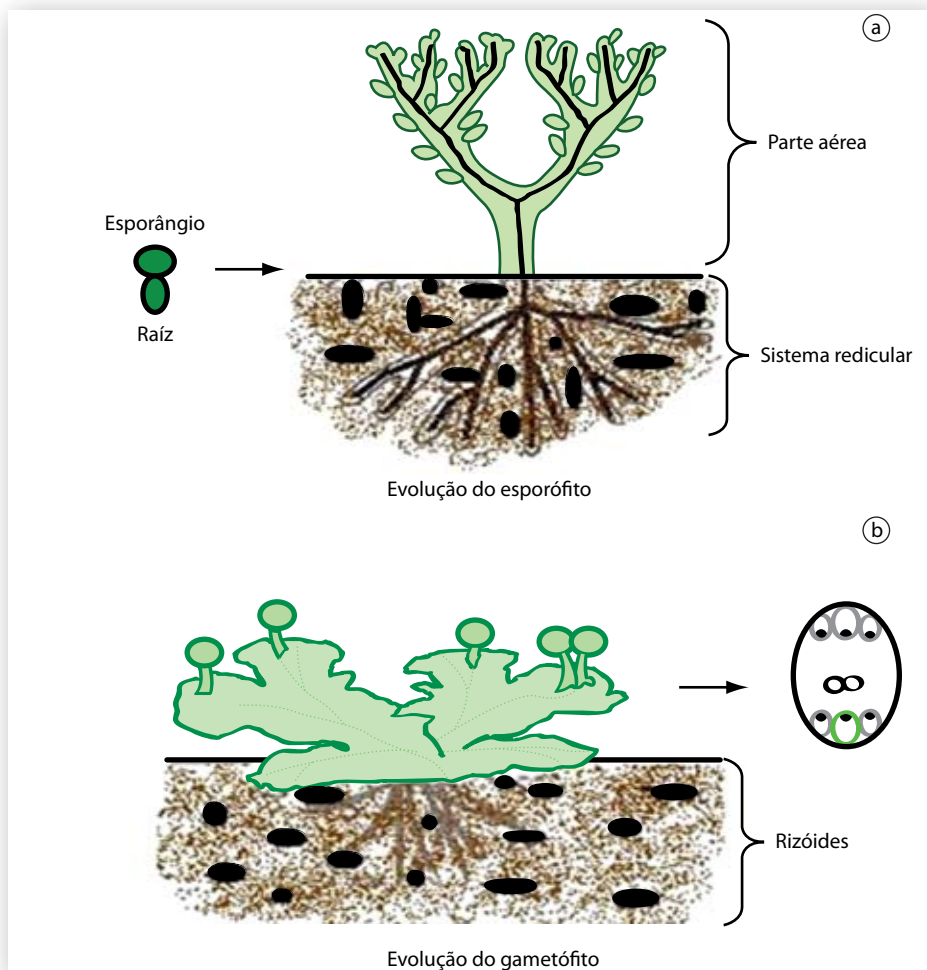 a
Parte aérea
Esporângio
Raíz
Sistema redicular
Evolução do esporófito
b
Rizóides
Evolução do gametófito